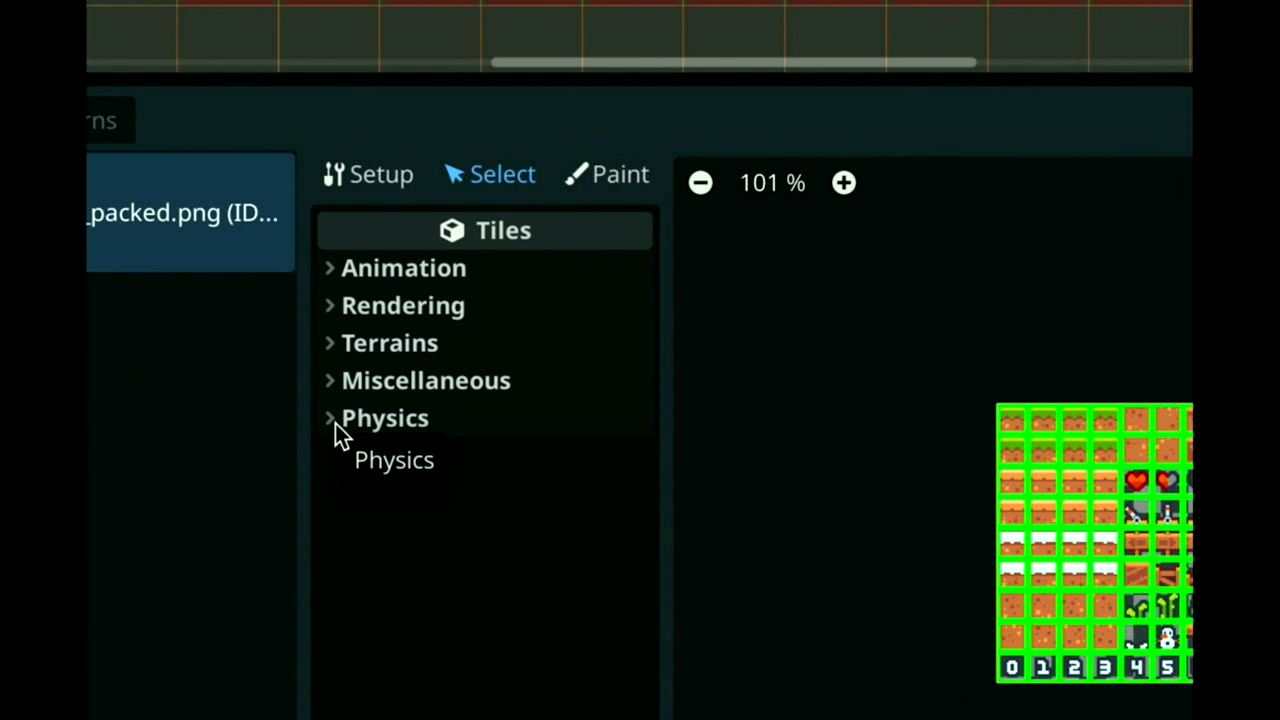 rns
_packed.png (ID...
Setup Select Paint
101 %
Tiles
Animation
Rendering
Terrains
Miscellaneous
Physics
Physics
0 1 2 3 4 5